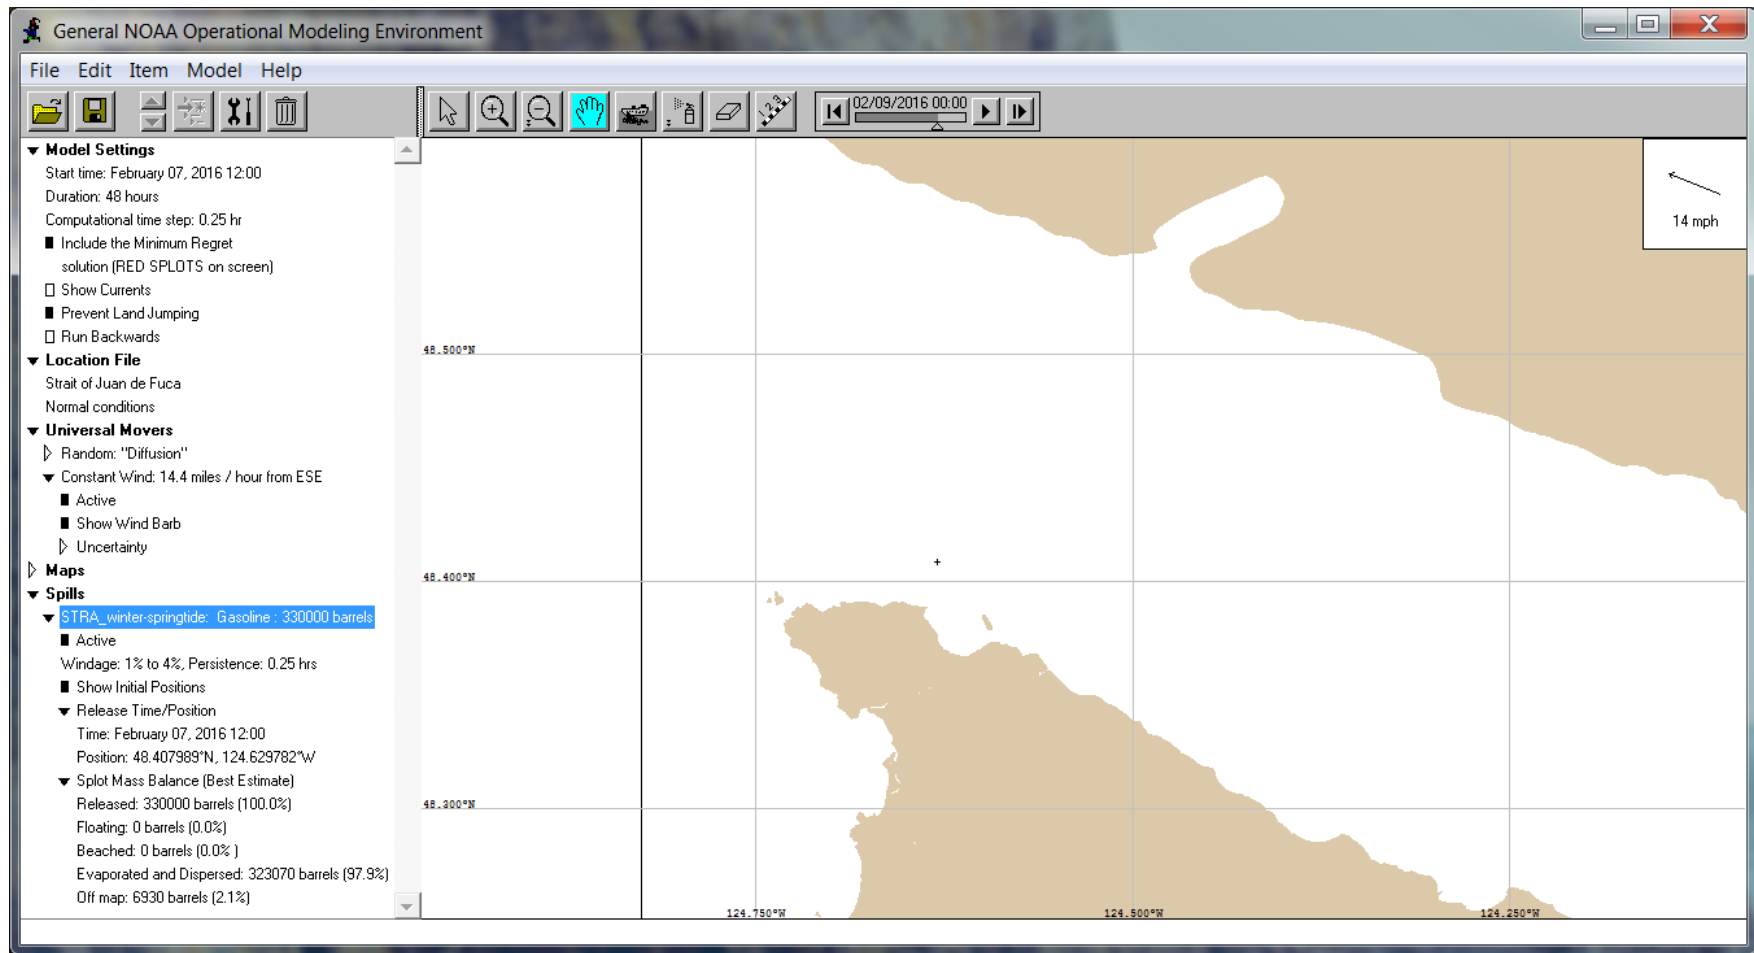 General NOAA Operational Modeling Environment
File Edit Item Model Help
02/09/2016 00:00
Model Settings
Start time: February 07, 2016 12:00
Duration: 48 hours
Computational time step: 0.25 hr
Include the Minimum Regret
solution (RED SPLOTS on screen)
Show Currents
Prevent Land Jumping
Run Backwards
Location File
Strait of Juan de Fuca
Normal conditions
Universal Movers
Random: "Diffusion"
Constant Wind: 14.4 miles / hour from ESE
Active
Show Wind Barb
Uncertainty
Maps
Spills
STRA_winter-springtide: Gasoline : 330000 barrels
Active
Windage: 1% to 4%, Persistence: 0.25 hrs
Show Initial Positions
Release Time/Position
Time: February 07, 2016 12:00
Position: 48.407989°N, 124.629782°W
Splot Mass Balance (Best Estimate)
Released: 330000 barrels (100.0%)
Floating: 0 barrels (0.0%)
Beached: 0 barrels (0.0% )
Evaporated and Dispersed: 323070 barrels (97.9%)
Off map: 6930 barrels (2.1%)
14 mph
48.500°N
48.400°N
48.300°N
124.750°W 124.500°W 124.250°W